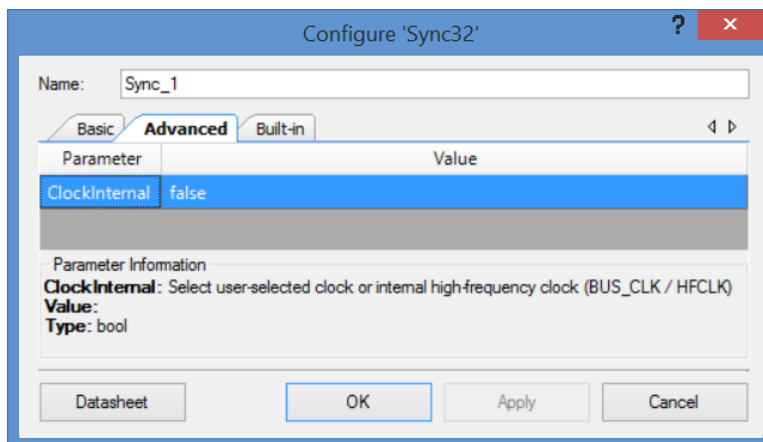 Configure 'Sync32'
?
×
Name: Sync_1
Basic Advanced Built-in
Parameter Value
ClockInternal false
Parameter Information
ClockInternal: Select user-selected clock or internal high-frequency clock (BUS_CLK / HFCLK)
Value:
Type: bool
Datasheet OK Apply Cancel